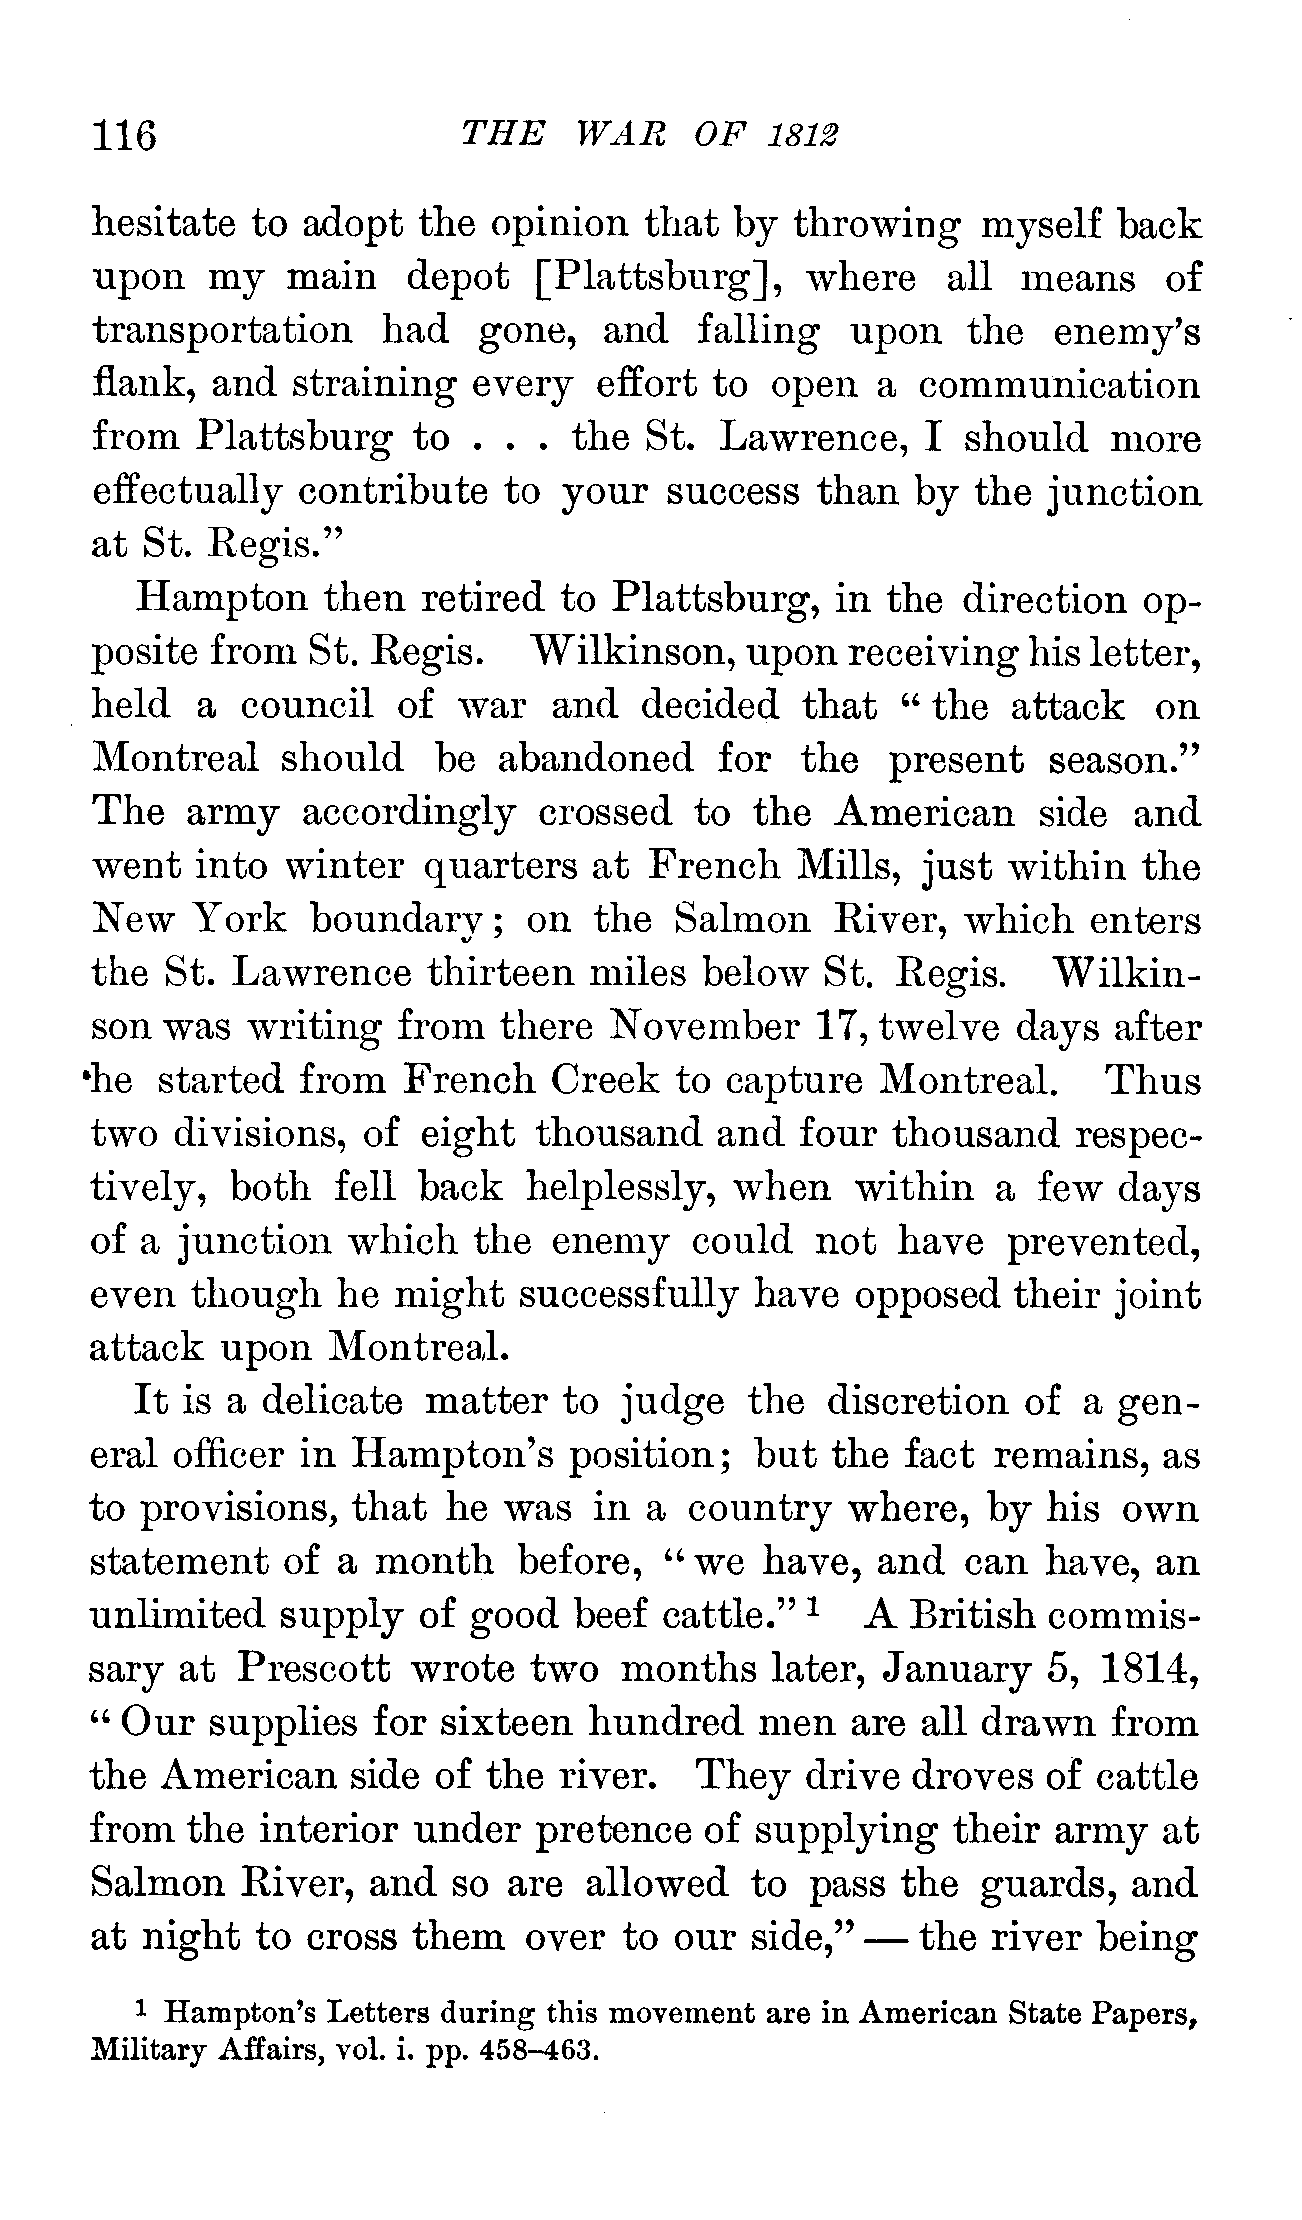 116 THE WAR OF 1812
hesitate to adopt the opinion that by throwing myself back
upon my main depot [Plattsburg], where all means of
transportation had gone, and falling upon the enemy's
flank, and straining every effort to open a communication
from Plattsburg to . . . the St. Lawrence, I should more
effectually contribute to your success than by the junction
at St. Regis."
Hampton then retired to Plattsburg, in the direction op-
posite from St. Regis. Wilkinson, upon receiving his letter,
held a council of war and decided that "the attack on
Montreal should be abandoned for the present season."
The army accordingly crossed to the American side and
went into winter quarters at French Mills, just within the
New York boundary; on the Salmon River, which enters
the St. Lawrence thirteen miles below St. Regis. Wilkin-
son was writing from there November 17, twelve days after
he started from French Creek to capture Montreal. Thus
two divisions, of eight thousand and four thousand respec-
tively, both fell back helplessly, when within a few days
of a junction which the enemy could not have prevented,
even though he might successfully have opposed their joint
attack upon Montreal.
It is a delicate matter to judge the discretion of a gen-
eral officer in Hampton's position; but the fact remains, as
to provisions, that he was in a country where, by his own
statement of a month before, "we have, and can have, an
unlimited supply of good beef cattle." 1 A British commis-
sary at Prescott wrote two months later, January 5, 1814,
"Our supplies for sixteen hundred men are all drawn from
the American side of the river. They drive droves of cattle
from the interior under pretence of supplying their army at
Salmon River, and so are allowed to pass the guards, and
at night to cross them over to our side," — the river being
1 Hampton's Letters during this movement are in American State Papers,
Military Affairs, vol. i. pp. 458–463.